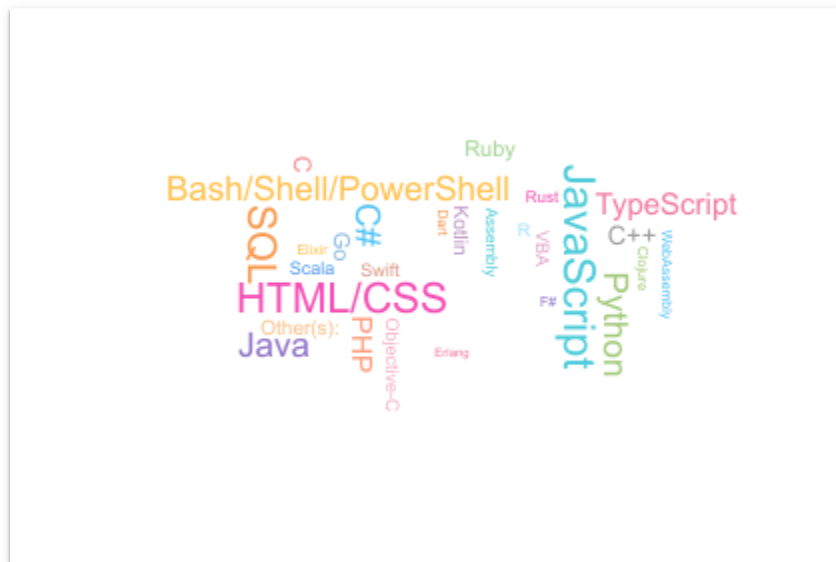 Ruby
C
Bash/Shell/PowerShell
JavaScript
Rust
TypeScript
SQL
C#
Dart
Kotlin
Assembly
R
VBA
C++
WebAssembly
Go
Elixir
Clojure
Scala
Swift
Python
HTML/CSS
F#
Other(s):
PHP
Objective-C
Java
Erlang